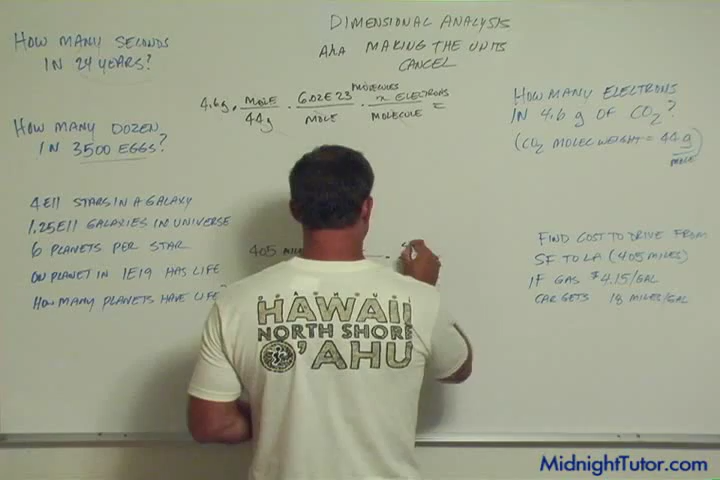 DIMENSIONAL ANALYSIS
AKA MAKING THE UNITS
CANCEL
HOW MANY SECONDS
IN 24 YEARS?
HOW MANY DOZEN
IN 3500 EGGS?
4.6g · MOLE / 44g · 6.02E23 MOLECULES / MOLE · n ELECTRONS / MOLECULE =
HOW MANY ELECTRONS
IN 4.6 g OF CO2?
(CO2 MOLEC WEIGHT = 44 g / MOLE)
4E11 STARS IN A GALAXY
1.25E11 GALAXIES IN UNIVERSE
6 PLANETS PER STAR
ON PLANET IN 1E19 HAS LIFE
HOW MANY PLANETS HAVE LIFE?
405 MILE
FIND COST TO DRIVE FROM
SF TO LA (405 MILES)
IF GAS $4.15/GAL
CAR GETS 18 MILES/GAL
HAWAII
NORTH SHORE
O'AHU
MidnightTutor.com